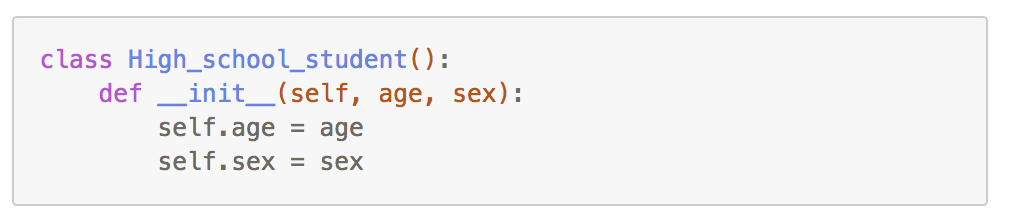 class High_school_student():
    def __init__(self, age, sex):
        self.age = age
        self.sex = sex